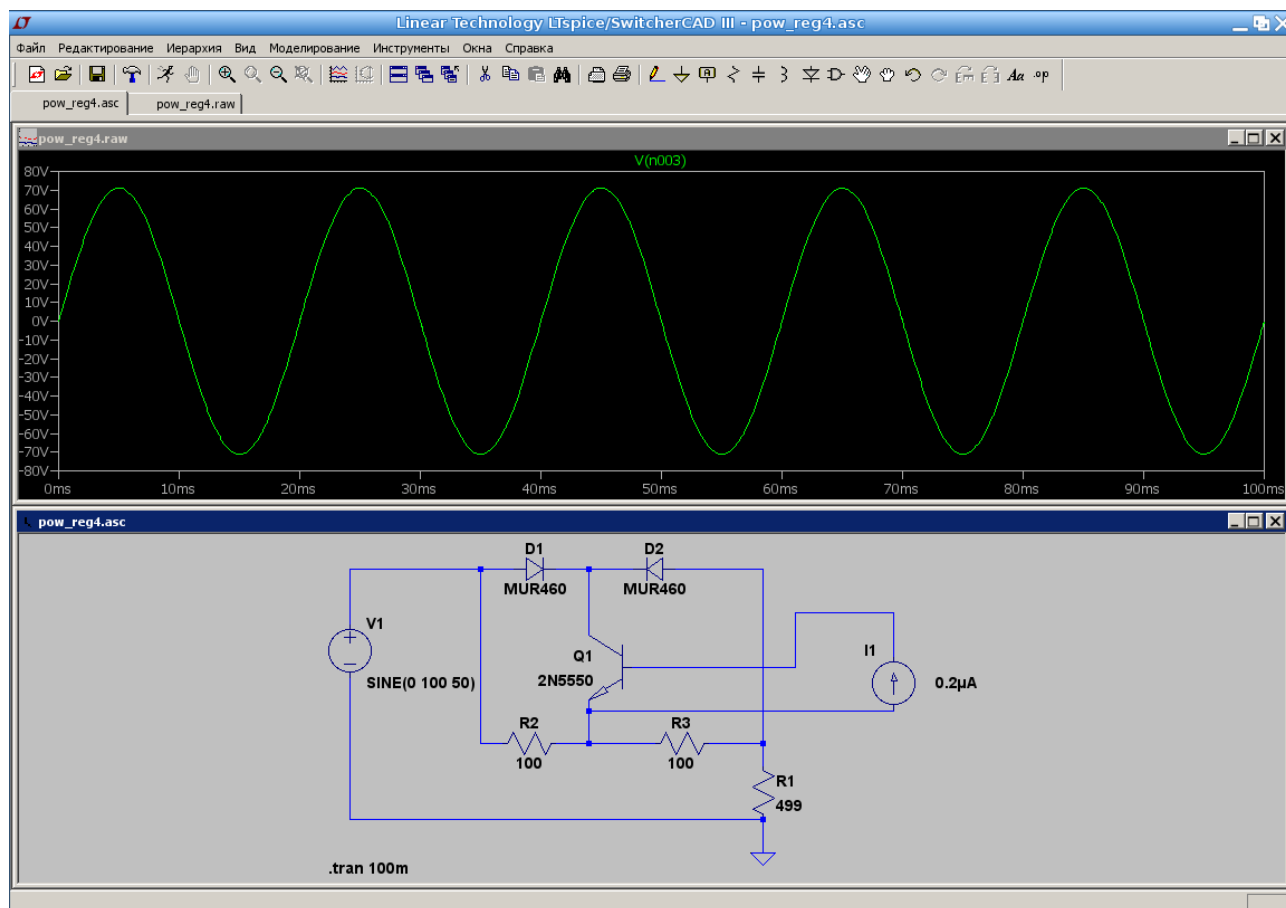 Linear Technology LTspice/SwitcherCAD III - pow_reg4.asc
Файл Редактирование Иерархия Вид Моделирование Инструменты Окна Справка
Aa .op
pow_reg4.asc pow_reg4.raw
pow_reg4.raw
V(n003)
80V
70V
60V
50V
40V
30V
20V
10V
0V
-10V
-20V
-30V
-40V
-50V
-60V
-70V
-80V
0ms 10ms 20ms 30ms 40ms 50ms 60ms 70ms 80ms 90ms 100ms
pow_reg4.asc
D1 D2
MUR460 MUR460
V1
SINE(0 100 50)
Q1
2N5550
I1
0.2µA
R2 R3
100 100
R1
499
.tran 100m